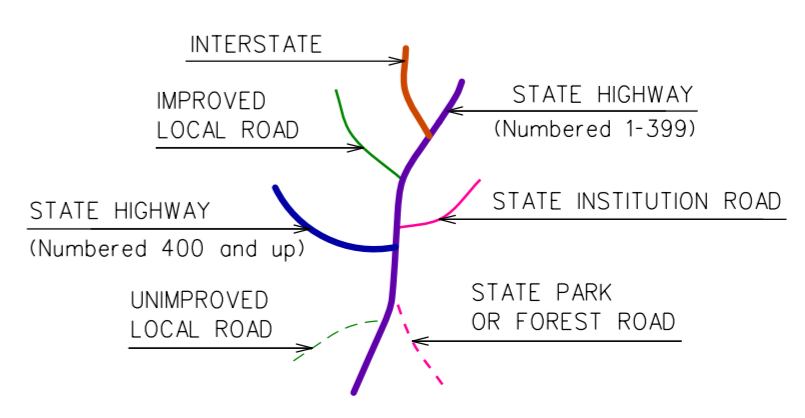 INTERSTATE
IMPROVED
LOCAL ROAD
STATE HIGHWAY
(Numbered 1-399)
STATE HIGHWAY
(Numbered 400 and up)
STATE INSTITUTION ROAD
UNIMPROVED
LOCAL ROAD
STATE PARK
OR FOREST ROAD